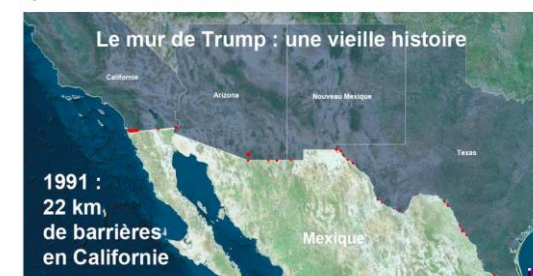 Le mur de Trump : une vieille histoire
Californie
Arizona
Nouveau Mexique
Texas
1991 :
22 km
de barrières
en Californie
Mexique